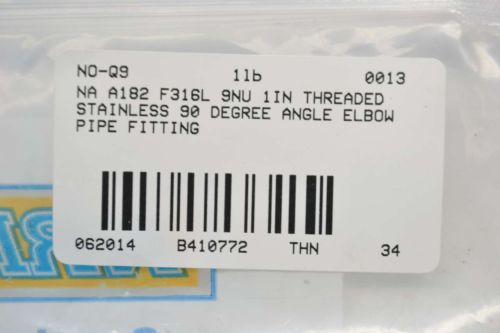 NO-Q9 1lb 0013
NA A182 F316L 9NU 1IN THREADED
STAINLESS 90 DEGREE ANGLE ELBOW
PIPE FITTING
062014 B410772 THN 34